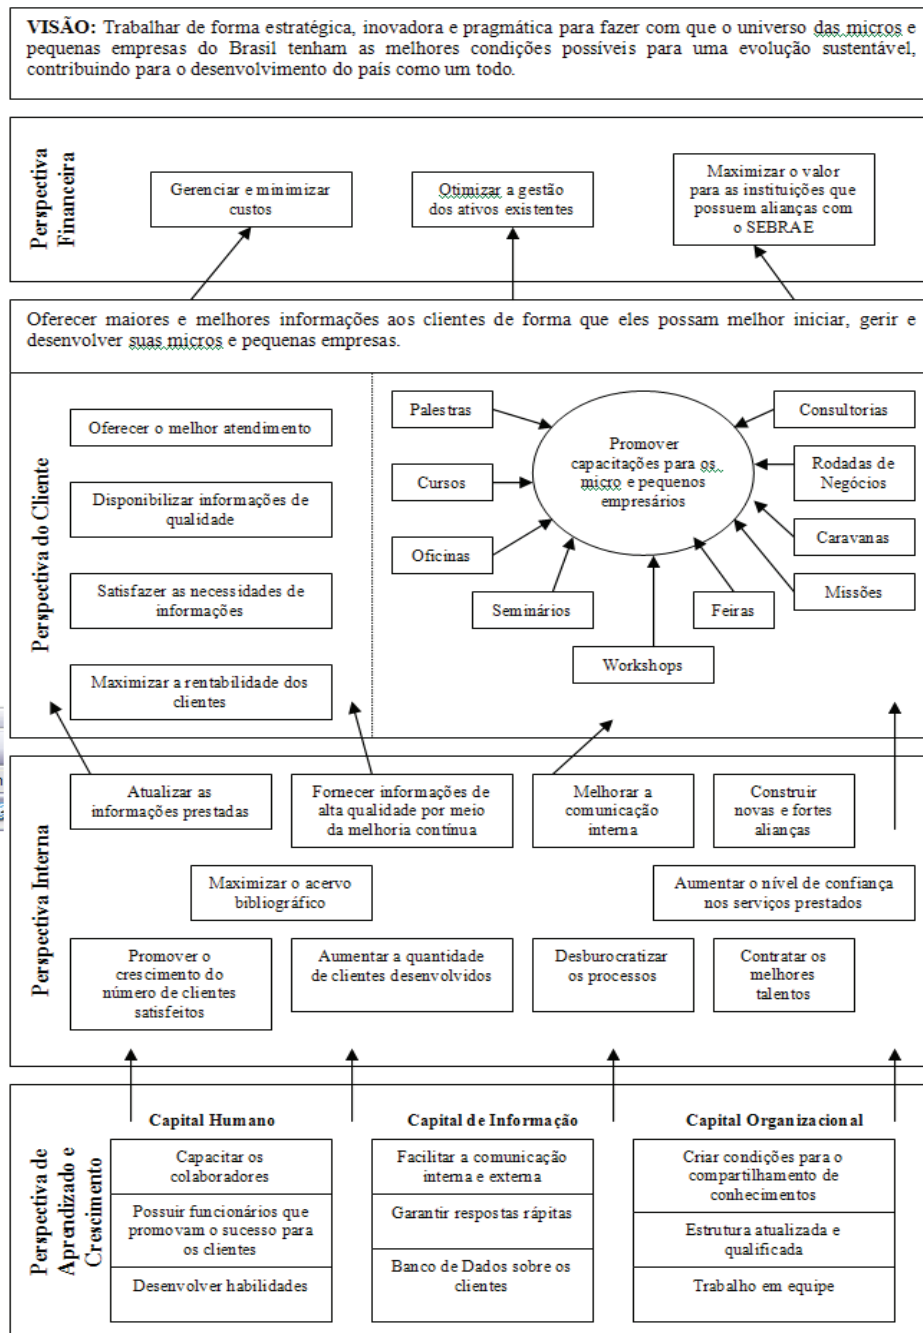 VISÃO: Trabalhar de forma estratégica, inovadora e pragmática para fazer com que o universo das micros e
pequenas empresas do Brasil tenham as melhores condições possíveis para uma evolução sustentável,
contribuindo para o desenvolvimento do país como um todo.
Perspectiva
Financeira
Gerenciar e minimizar
custos
Otimizar a gestão
dos ativos existentes
Maximizar o valor
para as instituições que
possuem alianças com
o SEBRAE
Oferecer maiores e melhores informações aos clientes de forma que eles possam melhor iniciar, gerir e
desenvolver suas micros e pequenas empresas.
Perspectiva do Cliente
Oferecer o melhor atendimento
Disponibilizar informações de
qualidade
Satisfazer as necessidades de
informações
Maximizar a rentabilidade dos
clientes
Palestras
Cursos
Oficinas
Seminários
Workshops
Feiras
Missões
Caravanas
Rodadas de
Negócios
Consultorias
Promover
capacitações para os
micro e pequenos
empresários
Perspectiva Interna
Atualizar as
informações prestadas
Fornecer informações de
alta qualidade por meio
da melhoria contínua
Melhorar a
comunicação
interna
Construir
novas e fortes
alianças
Maximizar o acervo
bibliográfico
Aumentar o nível de confiança
nos serviços prestados
Promover o
crescimento do
número de clientes
satisfeitos
Aumentar a quantidade
de clientes desenvolvidos
Desburocratizar
os processos
Contratar os
melhores
talentos
Perspectiva de
Aprendizado e
Crescimento
Capital Humano
Capacitar os
colaboradores
Possuir funcionários que
promovam o sucesso para
os clientes
Desenvolver habilidades
Capital de Informação
Facilitar a comunicação
interna e externa
Garantir respostas rápitas
Banco de Dados sobre os
clientes
Capital Organizacional
Criar condições para o
compartilhamento de
conhecimentos
Estrutura atualizada e
qualificada
Trabalho em equipe